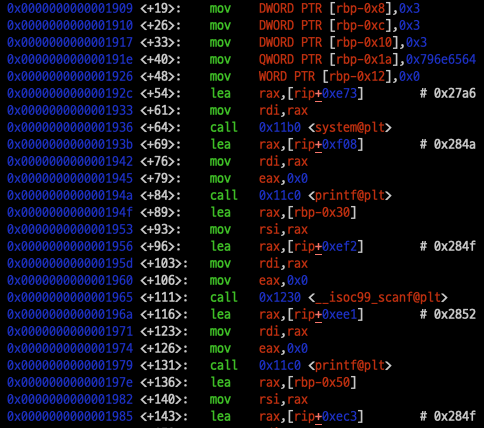 0x0000000000001909 <+19>: mov DWORD PTR [rbp-0x8],0x3
0x0000000000001910 <+26>: mov DWORD PTR [rbp-0xc],0x3
0x0000000000001917 <+33>: mov DWORD PTR [rbp-0x10],0x3
0x000000000000191e <+40>: mov QWORD PTR [rbp-0x1a],0x796e6564
0x0000000000001926 <+48>: mov WORD PTR [rbp-0x12],0x0
0x000000000000192c <+54>: lea rax,[rip+0xe73] # 0x27a6
0x0000000000001933 <+61>: mov rdi,rax
0x0000000000001936 <+64>: call 0x11b0 <system@plt>
0x000000000000193b <+69>: lea rax,[rip+0xf08] # 0x284a
0x0000000000001942 <+76>: mov rdi,rax
0x0000000000001945 <+79>: mov eax,0x0
0x000000000000194a <+84>: call 0x11c0 <printf@plt>
0x000000000000194f <+89>: lea rax,[rbp-0x30]
0x0000000000001953 <+93>: mov rsi,rax
0x0000000000001956 <+96>: lea rax,[rip+0xef2] # 0x284f
0x000000000000195d <+103>: mov rdi,rax
0x0000000000001960 <+106>: mov eax,0x0
0x0000000000001965 <+111>: call 0x1230 <__isoc99_scanf@plt>
0x000000000000196a <+116>: lea rax,[rip+0xee1] # 0x2852
0x0000000000001971 <+123>: mov rdi,rax
0x0000000000001974 <+126>: mov eax,0x0
0x0000000000001979 <+131>: call 0x11c0 <printf@plt>
0x000000000000197e <+136>: lea rax,[rbp-0x50]
0x0000000000001982 <+140>: mov rsi,rax
0x0000000000001985 <+143>: lea rax,[rip+0xec3] # 0x284f